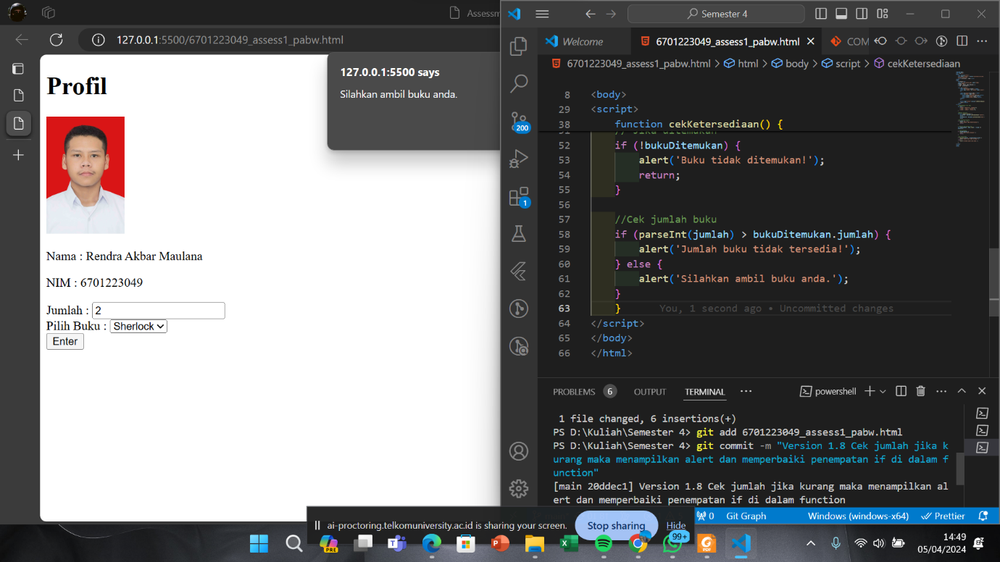 Assessm
127.0.0.1:5500/6701223049_assess1_pabw.html
127.0.0.1:5500 says
Silahkan ambil buku anda.
Profil
Nama : Rendra Akbar Maulana
NIM : 6701223049
Jumlah : 2
Pilih Buku : Sherlock
Enter
Semester 4
Welcome
6701223049_assess1_pabw.html
COM
6701223049_assess1_pabw.html > html > body > script > cekKetersediaan
200
1
8 <body>
29 <script>
38 function cekKetersediaan() {
51 // Jika ditemukan
52 if (!bukuDitemukan) {
53 alert('Buku tidak ditemukan!');
54 return;
55 }
56
57 //Cek jumlah buku
58 if (parseInt(jumlah) > bukuDitemukan.jumlah) {
59 alert('Jumlah buku tidak tersedia!');
60 } else {
61 alert('Silahkan ambil buku anda.');
62 }
63 } You, 1 second ago • Uncommitted changes
64 </script>
65 </body>
66 </html>
PROBLEMS 6 OUTPUT TERMINAL ... powershell
1 file changed, 6 insertions(+)
PS D:\Kuliah\Semester 4> git add 6701223049_assess1_pabw.html
PS D:\Kuliah\Semester 4> git commit -m "Version 1.8 Cek jumlah jika k
urang maka menampilkan alert dan memperbaiki penempatan if di dalam f
unction"
[main 20ddec1] Version 1.8 Cek jumlah jika kurang maka menampilkan al
ert dan memperbaiki penempatan if di dalam function
0 Git Graph Windows (windows-x64) Prettier
ai-proctoring.telkomuniversity.ac.id is sharing your screen. Stop sharing Hide
PRE
99+
PDF
14:49
05/04/2024